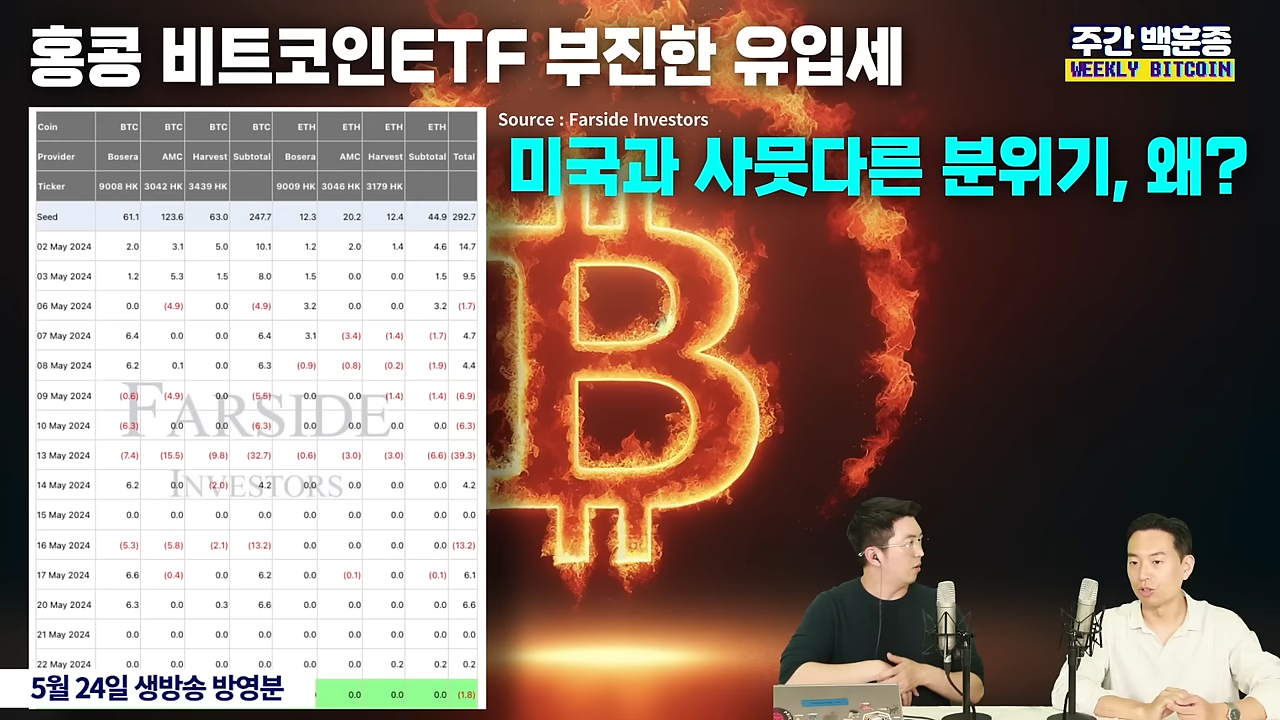 홍콩 비트코인ETF 부진한 유입세
주간 백훈종
WEEKLY BITCOIN
Source : Farside Investors
미국과 사뭇다른 분위기, 왜?
Coin BTC BTC BTC BTC ETH ETH ETH ETH
Provider Bosera AMC Harvest Subtotal Bosera AMC Harvest Subtotal Total
Ticker 9008 HK 3042 HK 3439 HK 9009 HK 3046 HK 3179 HK
Seed 61.1 123.6 63.0 247.7 12.3 20.2 12.4 44.9 292.7
02 May 2024 2.0 3.1 5.0 10.1 1.2 2.0 1.4 4.6 14.7
03 May 2024 1.2 5.3 1.5 8.0 1.5 0.0 0.0 1.5 9.5
06 May 2024 0.0 (4.9) 0.0 (4.9) 3.2 0.0 0.0 3.2 (1.7)
07 May 2024 6.4 0.0 0.0 6.4 3.1 (3.4) (1.4) (1.7) 4.7
08 May 2024 6.2 0.1 0.0 6.3 (0.9) (0.8) (0.2) (1.9) 4.4
09 May 2024 (0.6) (4.9) 0.0 (5.5) 0.0 0.0 (1.4) (1.4) (6.9)
10 May 2024 (6.3) 0.0 0.0 (6.3) 0.0 0.0 0.0 0.0 (6.3)
13 May 2024 (7.4) (15.5) (9.8) (32.7) (0.6) (3.0) (3.0) (6.6) (39.3)
14 May 2024 6.2 0.0 (2.0) 4.2 0.0 0.0 0.0 0.0 4.2
15 May 2024 0.0 0.0 0.0 0.0 0.0 0.0 0.0 0.0 0.0
16 May 2024 (5.3) (5.8) (2.1) (13.2) 0.0 0.0 0.0 0.0 (13.2)
17 May 2024 6.6 (0.4) 0.0 6.2 0.0 (0.1) 0.0 (0.1) 6.1
20 May 2024 6.3 0.0 0.3 6.6 0.0 0.0 0.0 0.0 6.6
21 May 2024 0.0 0.0 0.0 0.0 0.0 0.0 0.0 0.0 0.0
22 May 2024 0.0 0.0 0.0 0.0 0.0 0.0 0.2 0.2 0.2
0.0 0.0 0.0 (1.8)
FARSIDE
INVESTORS
5월 24일 생방송 방영분